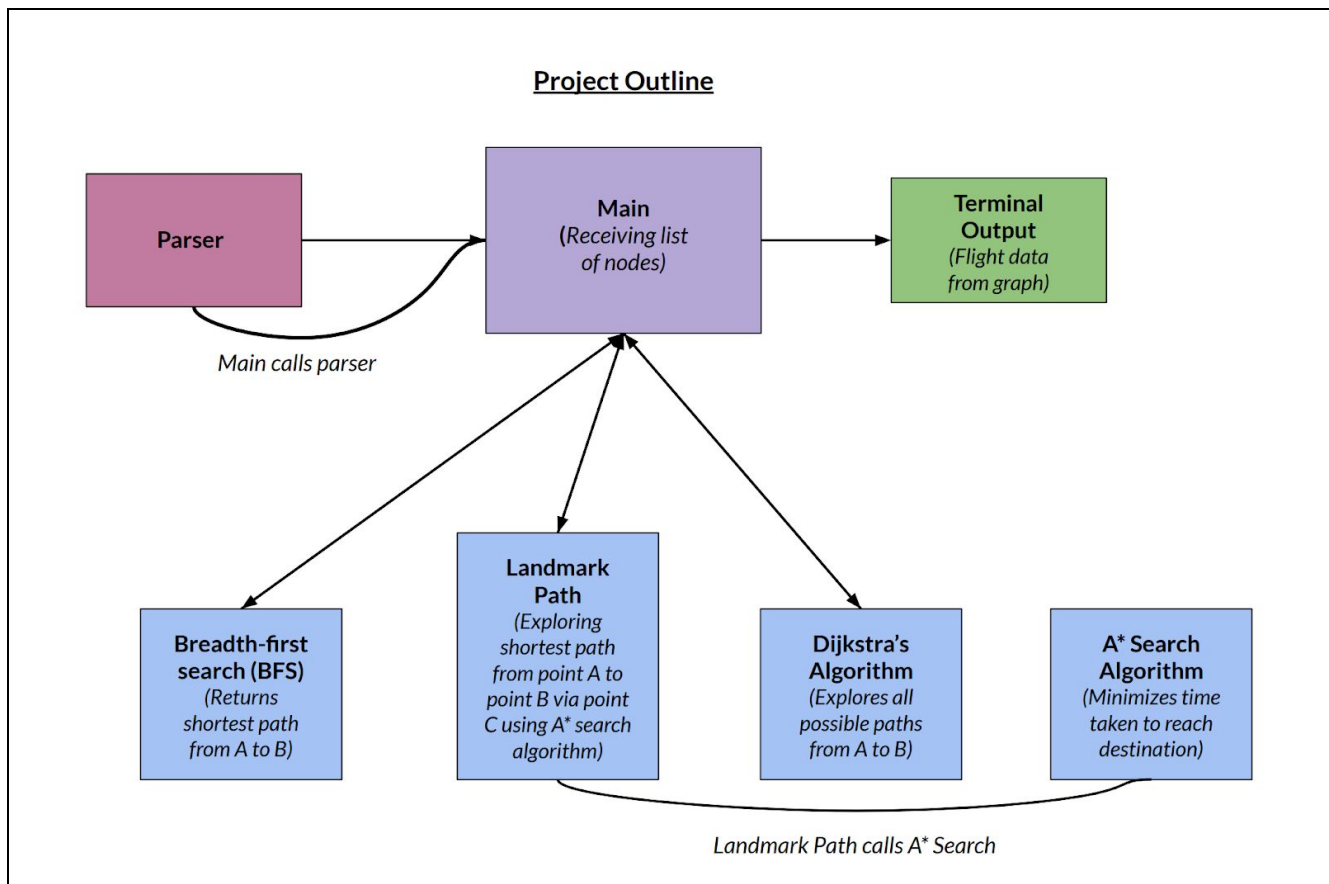 Project Outline
Parser
Main
(Receiving list
of nodes)
Terminal
Output
(Flight data
from graph)
Main calls parser
Breadth-first
search (BFS)
(Returns
shortest path
from A to B)
Landmark
Path
(Exploring
shortest path
from point A to
point B via point
C using A* search
algorithm)
Dijkstra’s
Algorithm
(Explores all
possible paths
from A to B)
A* Search
Algorithm
(Minimizes time
taken to reach
destination)
Landmark Path calls A* Search